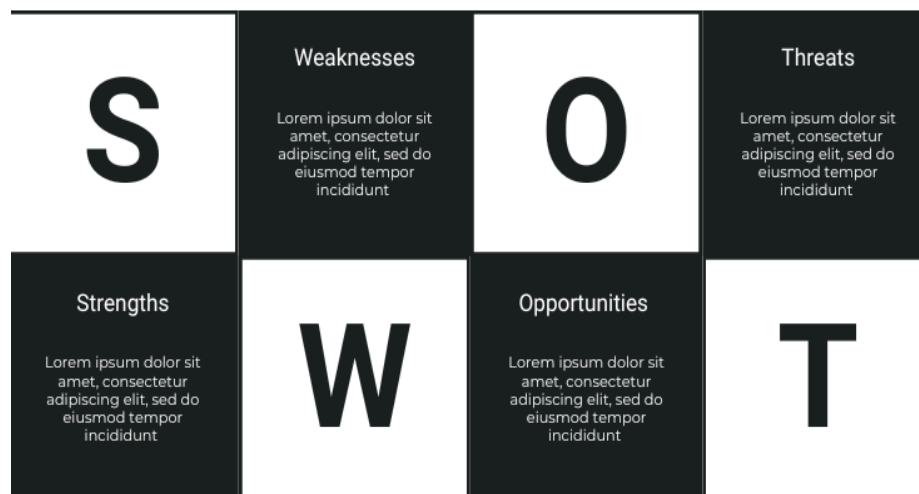 S
Weaknesses
Lorem ipsum dolor sit
amet, consectetur
adipiscing elit, sed do
eiusmod tempor
incididunt
O
Threats
Lorem ipsum dolor sit
amet, consectetur
adipiscing elit, sed do
eiusmod tempor
incididunt
Strengths
Lorem ipsum dolor sit
amet, consectetur
adipiscing elit, sed do
eiusmod tempor
incididunt
W
Opportunities
Lorem ipsum dolor sit
amet, consectetur
adipiscing elit, sed do
eiusmod tempor
incididunt
T